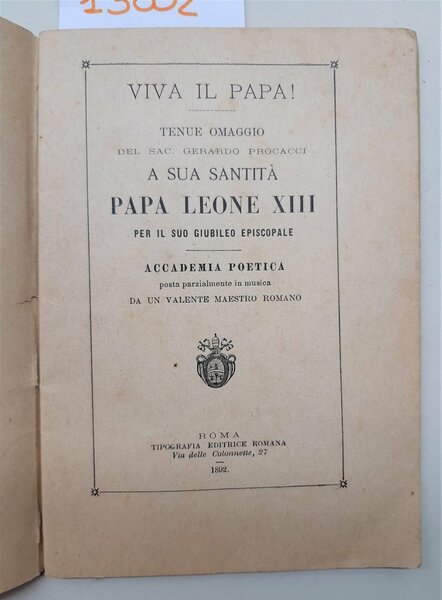 13002
VIVA IL PAPA!
TENUE OMAGGIO
DEL SAC. GERARDO PROCACCI
A SUA SANTITÀ
PAPA LEONE XIII
PER IL SUO GIUBILEO EPISCOPALE
ACCADEMIA POETICA
posta parzialmente in musica
DA UN VALENTE MAESTRO ROMANO
ROMA
TIPOGRAFIA EDITRICE ROMANA
Via delle Colonnette, 27
1892.